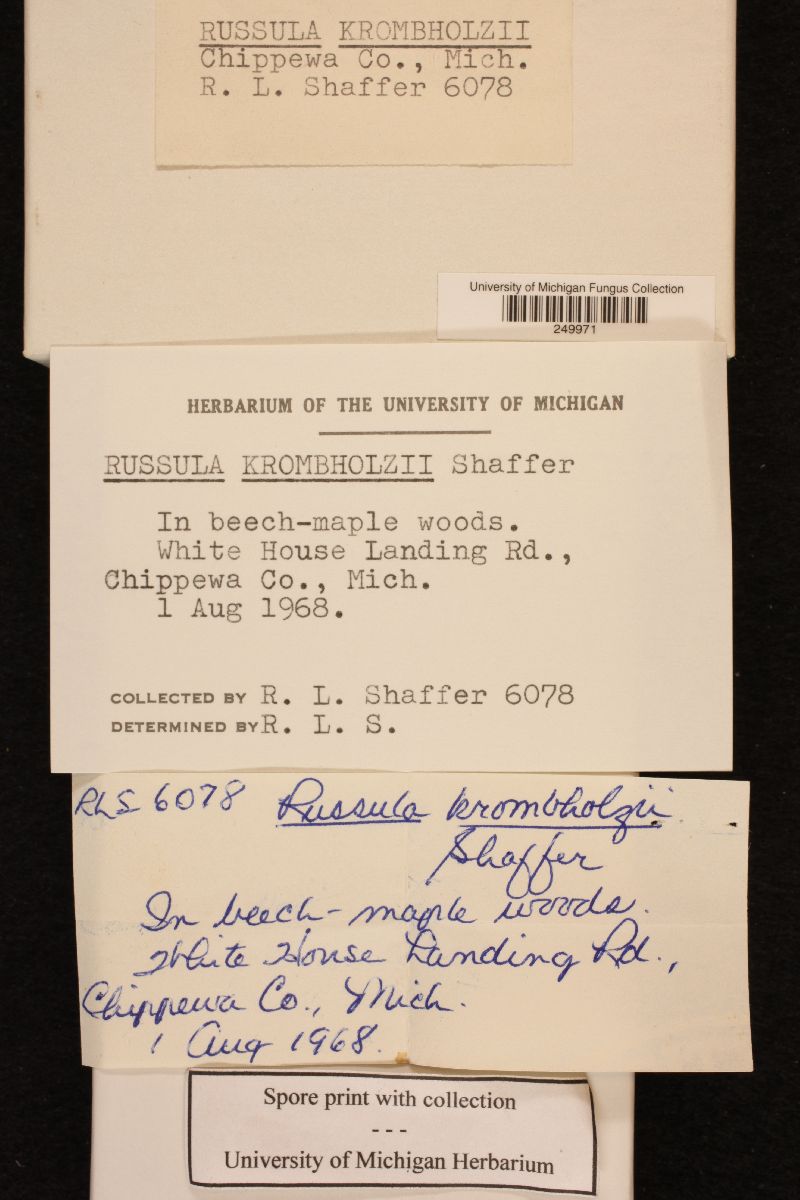 RUSSULA KROMBHOLZII
Chippewa Co., Mich.
R. L. Shaffer 6078
University of Michigan Fungus Collection
249971
HERBARIUM OF THE UNIVERSITY OF MICHIGAN
RUSSULA KROMBHOLZII Shaffer
In beech-maple woods.
White House Landing Rd.,
Chippewa Co., Mich.
1 Aug 1968.
COLLECTED BY R. L. Shaffer 6078
DETERMINED BY R. L. S.
RLS 6078 Russula krombholzii
Shaffer
In beech-maple woods.
White House Landing Rd.,
Chippewa Co., Mich.
1 Aug 1968.
Spore print with collection
---
University of Michigan Herbarium